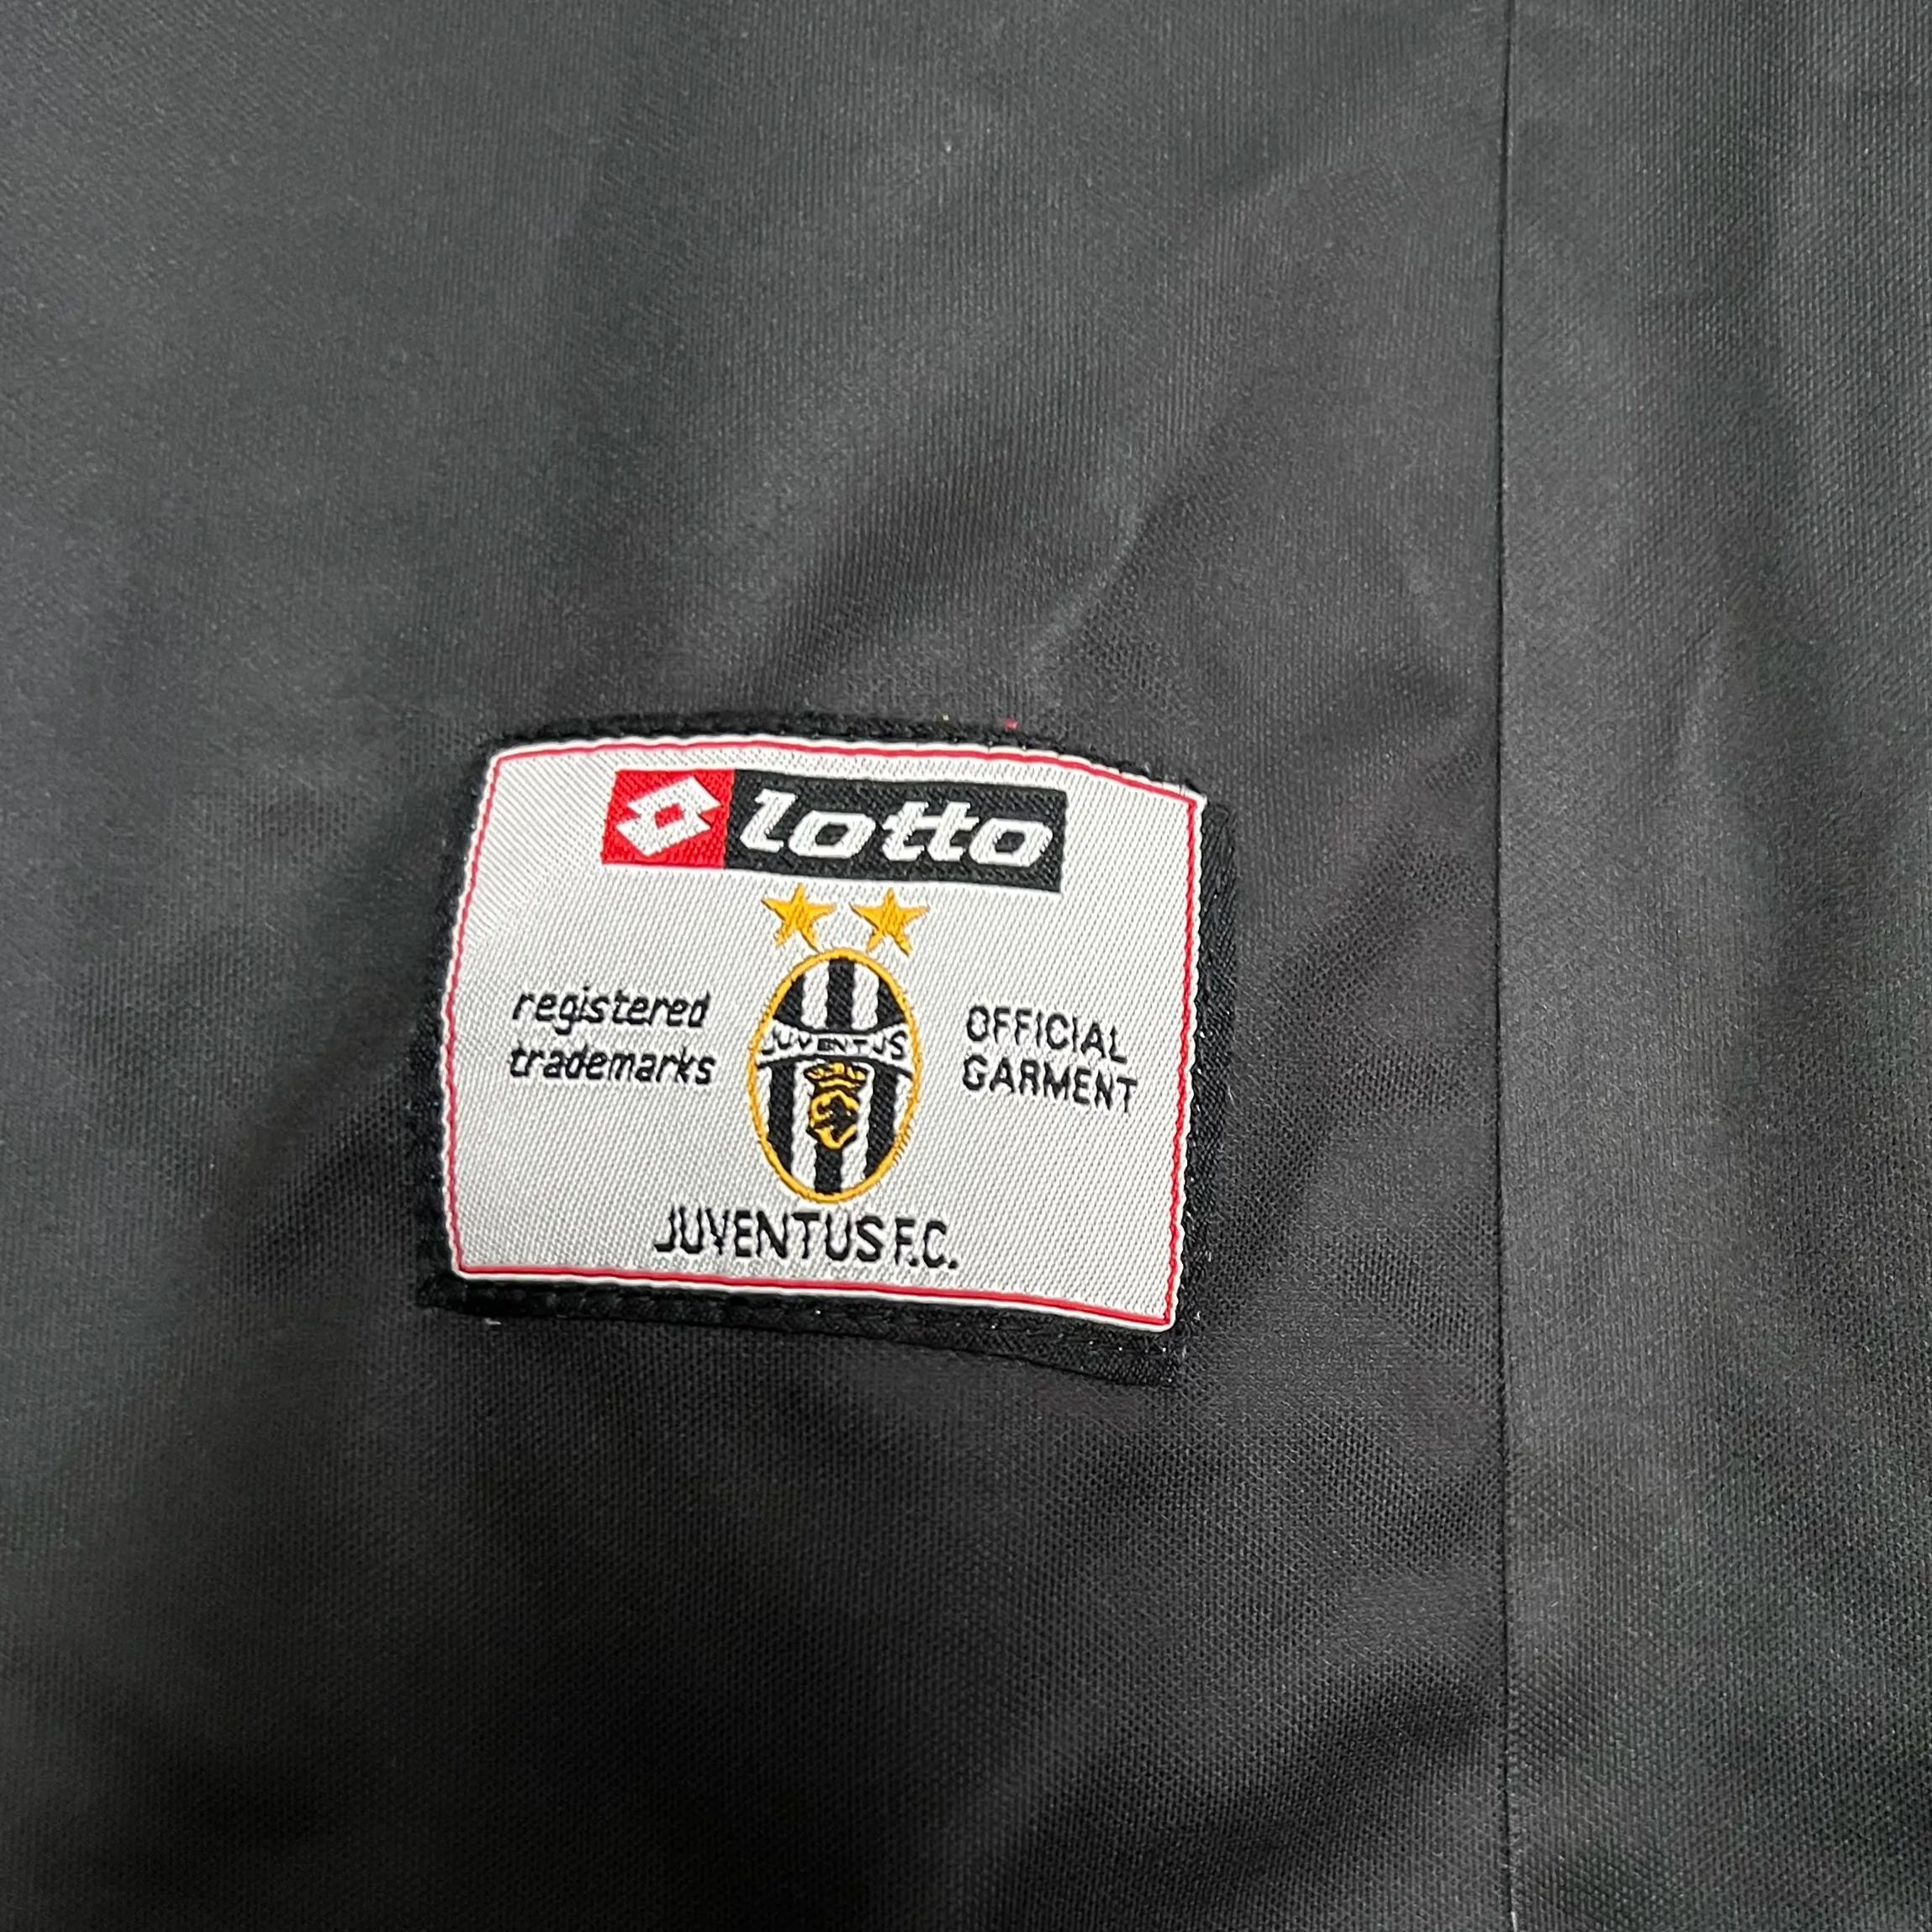 lotto
registered
trademarks
JUVENTUS
OFFICIAL
GARMENT
JUVENTUS F.C.